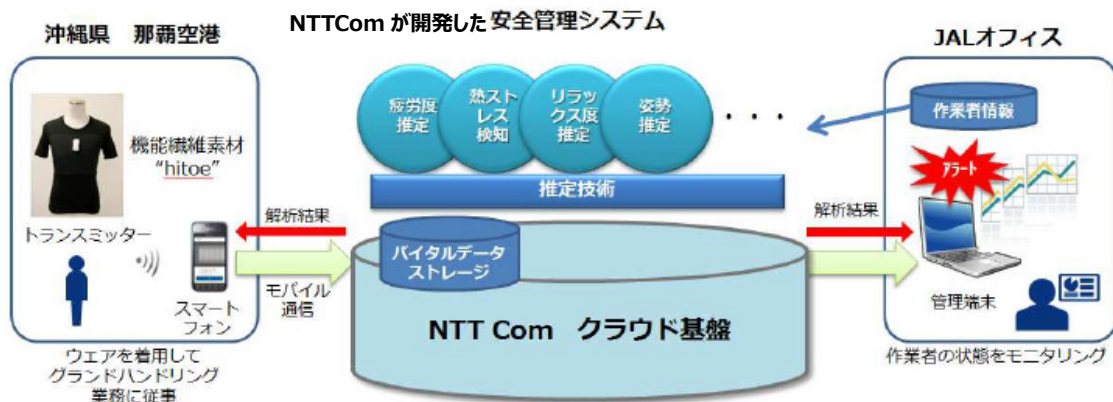 NTTCom が開発した安全管理システム
沖縄県　那覇空港
機能繊維素材
“hitoe”
トランスミッター
スマート
フォン
ウェアを着用して
グランドハンドリング
業務に従事
解析結果
モバイル
通信
疲労度
推定
熱スト
レス
検知
リラッ
クス度
推定
姿勢
推定
・・・
推定技術
バイタルデータ
ストレージ
NTT Com　クラウド基盤
解析結果
JALオフィス
作業者情報
アラート
管理端末
作業者の状態をモニタリング